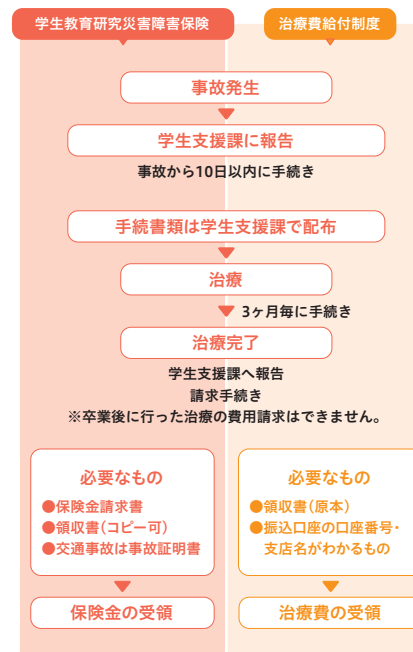 学生教育研究災害障害保険
治療費給付制度
事故発生
学生支援課に報告
事故から10日以内に手続き
手続書類は学生支援課で配布
治療
3ヶ月毎に手続き
治療完了
学生支援課へ報告
請求手続き
※卒業後に行った治療の費用請求はできません。
必要なもの
●保険金請求書
●領収書(コピー可)
●交通事故は事故証明書
保険金の受領
必要なもの
●領収書(原本)
●振込口座の口座番号・
支店名がわかるもの
治療費の受領